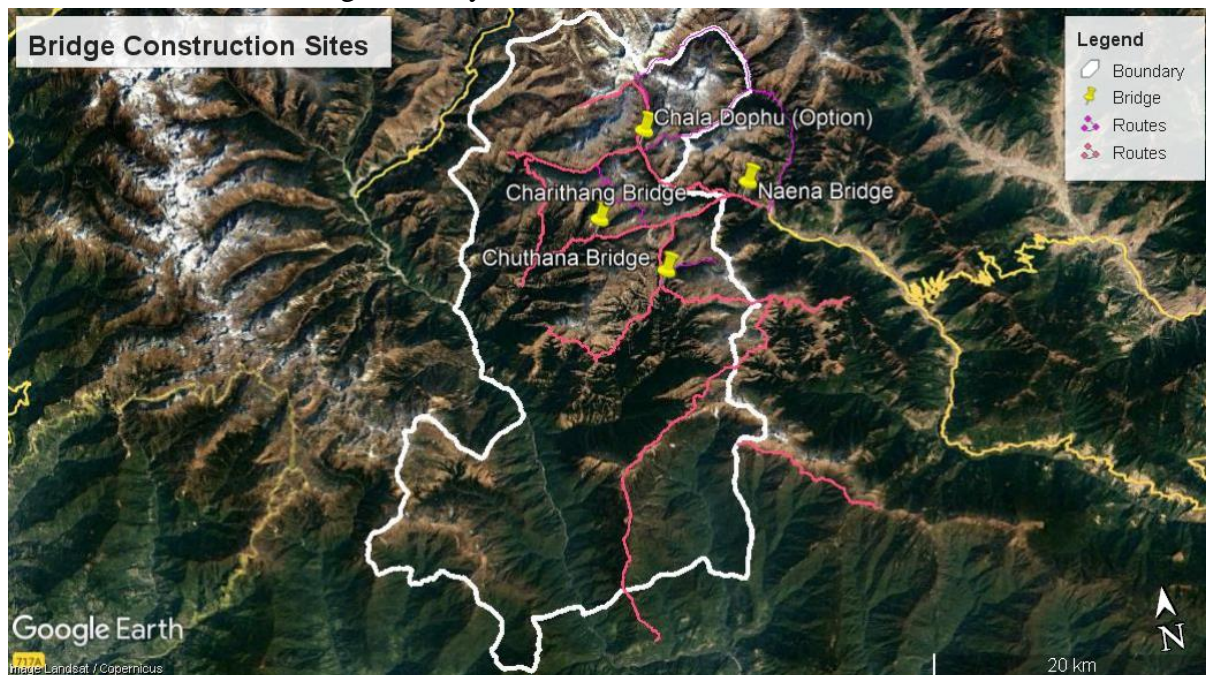 Bridge Construction Sites
Legend
Boundary
Bridge
Routes
Routes
Chala Dophu (Option)
Charithang Bridge
Naena Bridge
Chuthana Bridge
Google Earth
717A
Image Landsat / Copernicus
N
20 km